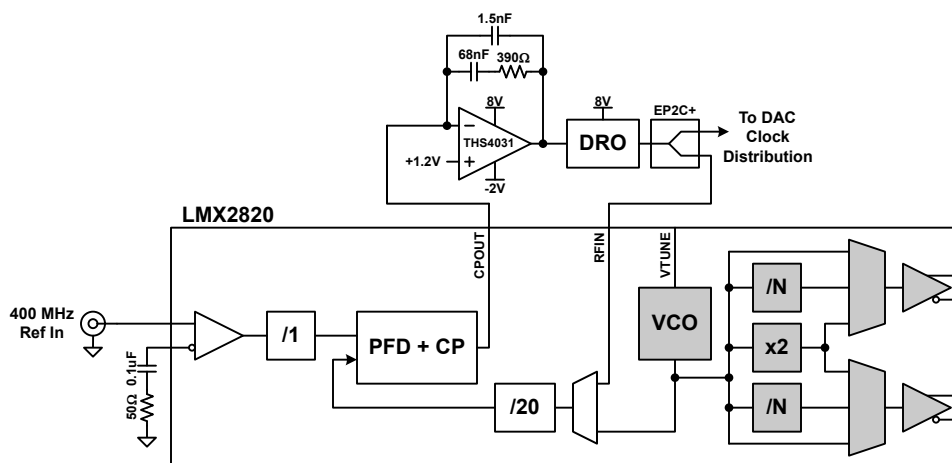 1.5nF
68nF
390Ω
8V
THS4031
+1.2V
-2V
8V
DRO
EP2C+
To DAC
Clock
Distribution
LMX2820
CPOUT
RFIN
VTUNE
400 MHz
Ref In
50Ω 0.1uF
/1
PFD + CP
/20
VCO
/N
x2
/N